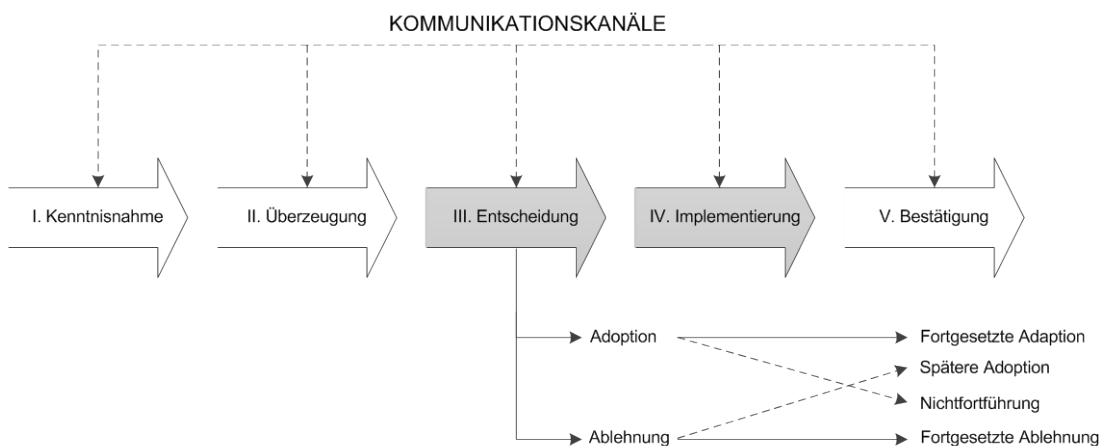 KOMMUNIKATIONSKANÄLE
I. Kenntnisnahme
II. Überzeugung
III. Entscheidung
IV. Implementierung
V. Bestätigung
Adoption
Fortgesetzte Adaption
Spätere Adoption
Nichtfortführung
Ablehnung
Fortgesetzte Ablehnung